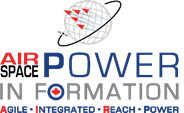 AIR
SPACE POWER
IN FORMATION
AGILE • INTEGRATED • REACH • POWER